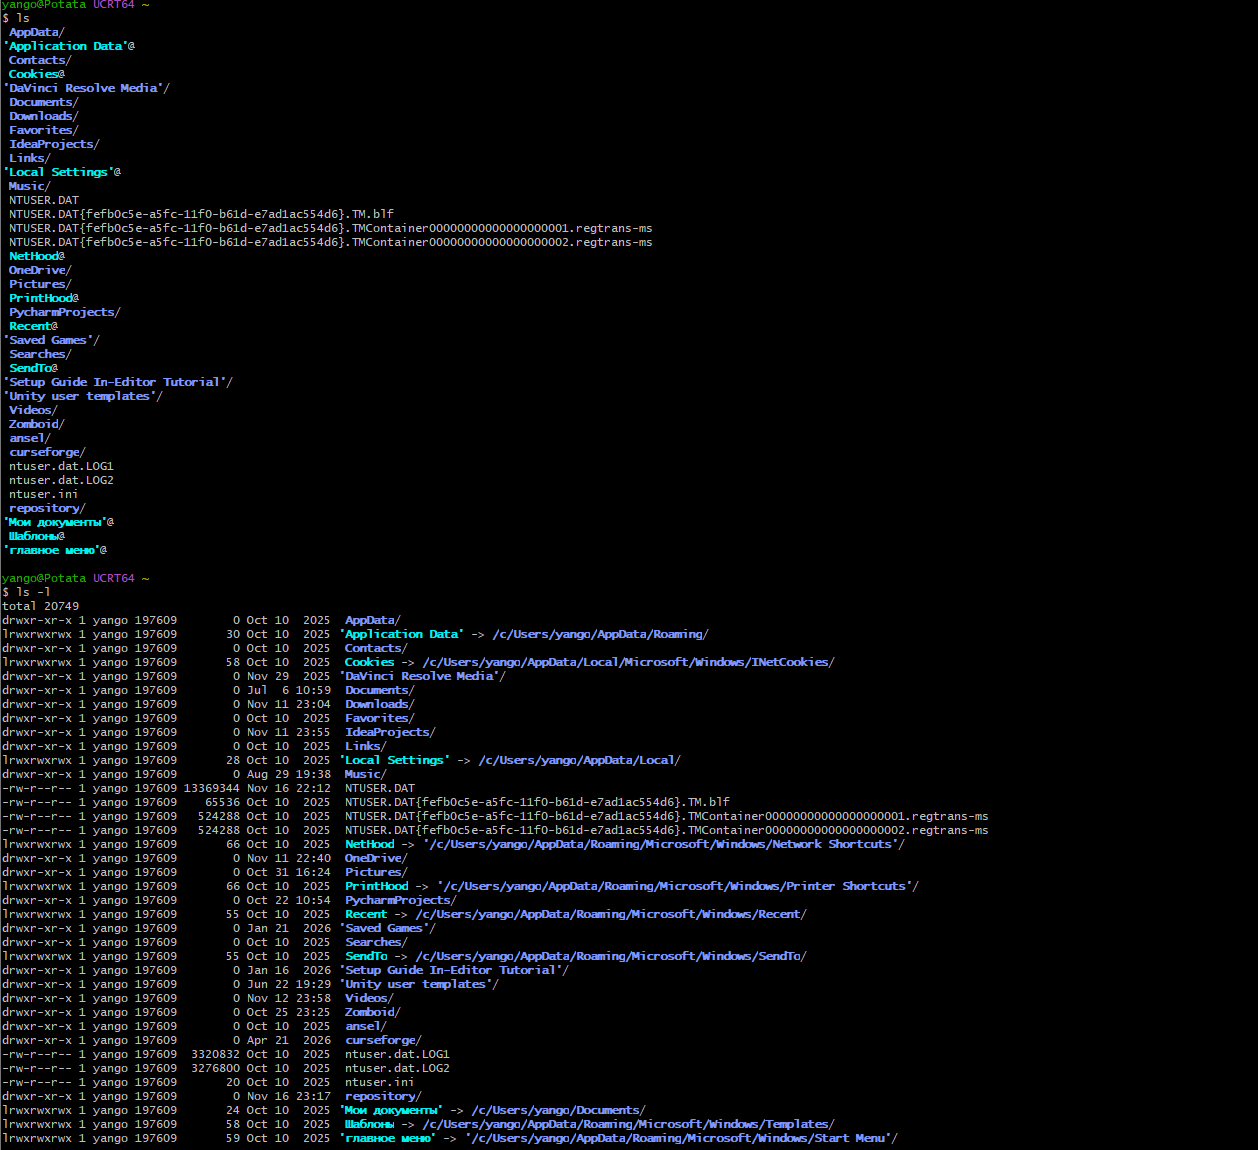 yango@Potata UCRT64 ~
$ ls
AppData/
'Application Data'@
Contacts/
Cookies@
'DaVinci Resolve Media'/
Documents/
Downloads/
Favorites/
IdeaProjects/
Links/
'Local Settings'@
Music/
NTUSER.DAT
NTUSER.DAT{fefb0c5e-a5fc-11f0-b61d-e7ad1ac554d6}.TM.blf
NTUSER.DAT{fefb0c5e-a5fc-11f0-b61d-e7ad1ac554d6}.TMContainer00000000000000000001.regtrans-ms
NTUSER.DAT{fefb0c5e-a5fc-11f0-b61d-e7ad1ac554d6}.TMContainer00000000000000000002.regtrans-ms
NetHood@
OneDrive/
Pictures/
PrintHood@
PycharmProjects/
Recent@
'Saved Games'/
Searches/
SendTo@
'Setup Guide In-Editor Tutorial'/
'Unity user templates'/
Videos/
Zomboid/
ansel/
curseforge/
ntuser.dat.LOG1
ntuser.dat.LOG2
ntuser.ini
repository/
'Мои документы'@
Шаблоны@
'главное меню'@
yango@Potata UCRT64 ~
$ ls -l
total 20749
drwxr-xr-x 1 yango 197609 0 Oct 10 2025 AppData/
lrwxrwxrwx 1 yango 197609 30 Oct 10 2025 'Application Data' -> /c/Users/yango/AppData/Roaming/
drwxr-xr-x 1 yango 197609 0 Oct 10 2025 Contacts/
lrwxrwxrwx 1 yango 197609 58 Oct 10 2025 Cookies -> /c/Users/yango/AppData/Local/Microsoft/Windows/INetCookies/
drwxr-xr-x 1 yango 197609 0 Nov 29 2025 'DaVinci Resolve Media'/
drwxr-xr-x 1 yango 197609 0 Jul 6 10:59 Documents/
drwxr-xr-x 1 yango 197609 0 Nov 11 23:04 Downloads/
drwxr-xr-x 1 yango 197609 0 Oct 10 2025 Favorites/
drwxr-xr-x 1 yango 197609 0 Nov 11 23:55 IdeaProjects/
drwxr-xr-x 1 yango 197609 0 Oct 10 2025 Links/
lrwxrwxrwx 1 yango 197609 28 Oct 10 2025 'Local Settings' -> /c/Users/yango/AppData/Local/
drwxr-xr-x 1 yango 197609 0 Aug 29 19:38 Music/
-rw-r--r-- 1 yango 197609 13369344 Nov 16 22:12 NTUSER.DAT
-rw-r--r-- 1 yango 197609 65536 Oct 10 2025 NTUSER.DAT{fefb0c5e-a5fc-11f0-b61d-e7ad1ac554d6}.TM.blf
-rw-r--r-- 1 yango 197609 524288 Oct 10 2025 NTUSER.DAT{fefb0c5e-a5fc-11f0-b61d-e7ad1ac554d6}.TMContainer00000000000000000001.regtrans-ms
-rw-r--r-- 1 yango 197609 524288 Oct 10 2025 NTUSER.DAT{fefb0c5e-a5fc-11f0-b61d-e7ad1ac554d6}.TMContainer00000000000000000002.regtrans-ms
lrwxrwxrwx 1 yango 197609 66 Oct 10 2025 NetHood -> '/c/Users/yango/AppData/Roaming/Microsoft/Windows/Network Shortcuts'/
drwxr-xr-x 1 yango 197609 0 Nov 11 22:40 OneDrive/
drwxr-xr-x 1 yango 197609 0 Oct 31 16:24 Pictures/
lrwxrwxrwx 1 yango 197609 66 Oct 10 2025 PrintHood -> '/c/Users/yango/AppData/Roaming/Microsoft/Windows/Printer Shortcuts'/
drwxr-xr-x 1 yango 197609 0 Oct 22 10:54 PycharmProjects/
lrwxrwxrwx 1 yango 197609 55 Oct 10 2025 Recent -> /c/Users/yango/AppData/Roaming/Microsoft/Windows/Recent/
drwxr-xr-x 1 yango 197609 0 Jan 21 2026 'Saved Games'/
drwxr-xr-x 1 yango 197609 0 Oct 10 2025 Searches/
lrwxrwxrwx 1 yango 197609 55 Oct 10 2025 SendTo -> /c/Users/yango/AppData/Roaming/Microsoft/Windows/SendTo/
drwxr-xr-x 1 yango 197609 0 Jan 16 2026 'Setup Guide In-Editor Tutorial'/
drwxr-xr-x 1 yango 197609 0 Jun 22 19:29 'Unity user templates'/
drwxr-xr-x 1 yango 197609 0 Nov 12 23:58 Videos/
drwxr-xr-x 1 yango 197609 0 Oct 25 23:25 Zomboid/
drwxr-xr-x 1 yango 197609 0 Oct 10 2025 ansel/
drwxr-xr-x 1 yango 197609 0 Apr 21 2026 curseforge/
-rw-r--r-- 1 yango 197609 3320832 Oct 10 2025 ntuser.dat.LOG1
-rw-r--r-- 1 yango 197609 3276800 Oct 10 2025 ntuser.dat.LOG2
-rw-r--r-- 1 yango 197609 20 Oct 10 2025 ntuser.ini
drwxr-xr-x 1 yango 197609 0 Nov 16 23:17 repository/
lrwxrwxrwx 1 yango 197609 24 Oct 10 2025 'Мои документы' -> /c/Users/yango/Documents/
lrwxrwxrwx 1 yango 197609 58 Oct 10 2025 Шаблоны -> /c/Users/yango/AppData/Roaming/Microsoft/Windows/Templates/
lrwxrwxrwx 1 yango 197609 59 Oct 10 2025 'главное меню' -> '/c/Users/yango/AppData/Roaming/Microsoft/Windows/Start Menu'/